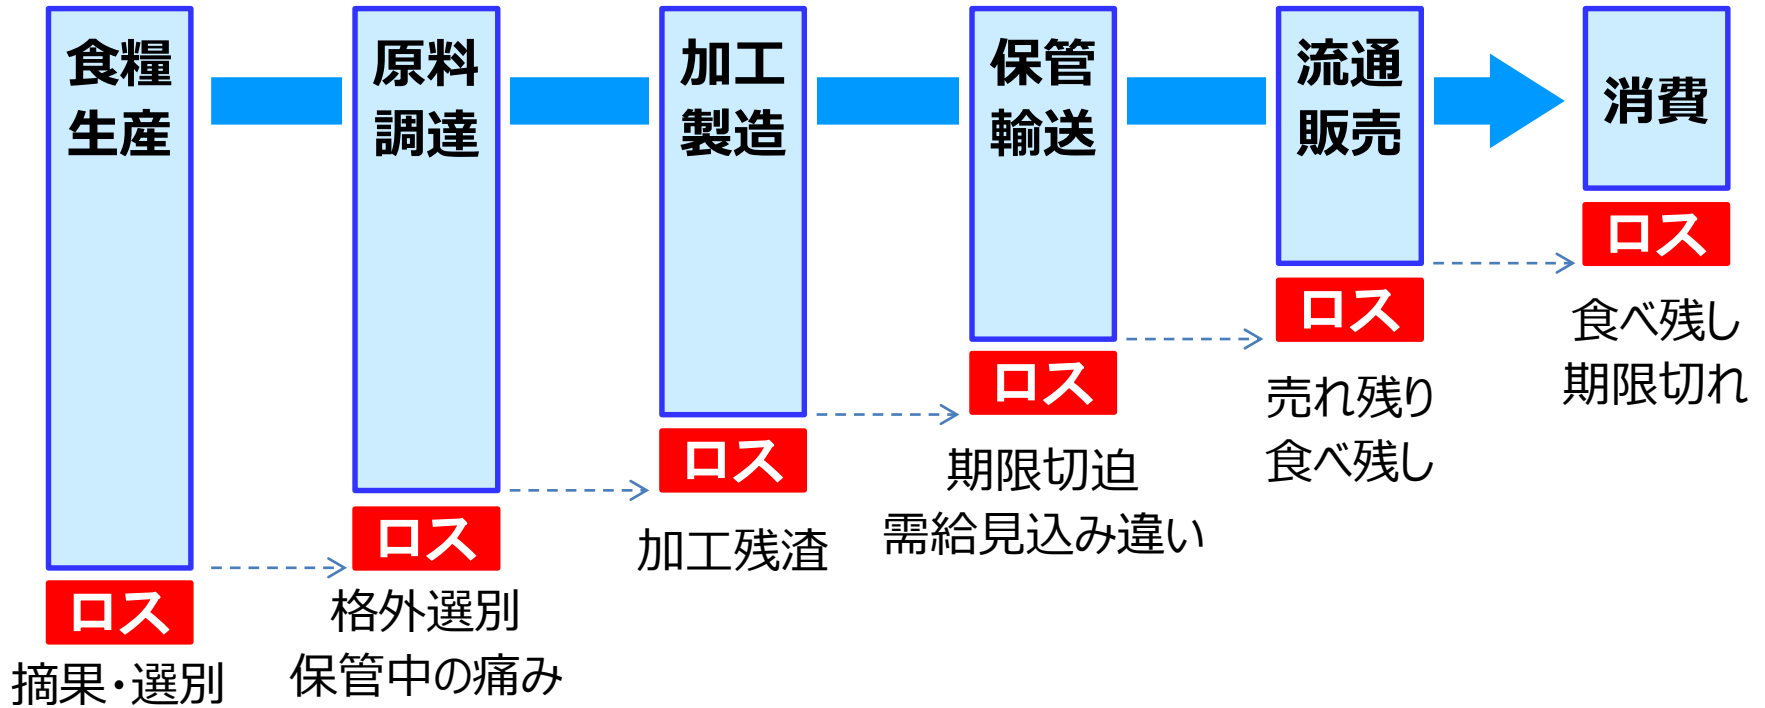 食糧
生産
原料
調達
加工
製造
保管
輸送
流通
販売
消費
ロス
摘果・選別
ロス
格外選別
保管中の痛み
ロス
加工残渣
ロス
期限切迫
需給見込み違い
ロス
売れ残り
食べ残し
ロス
食べ残し
期限切れ